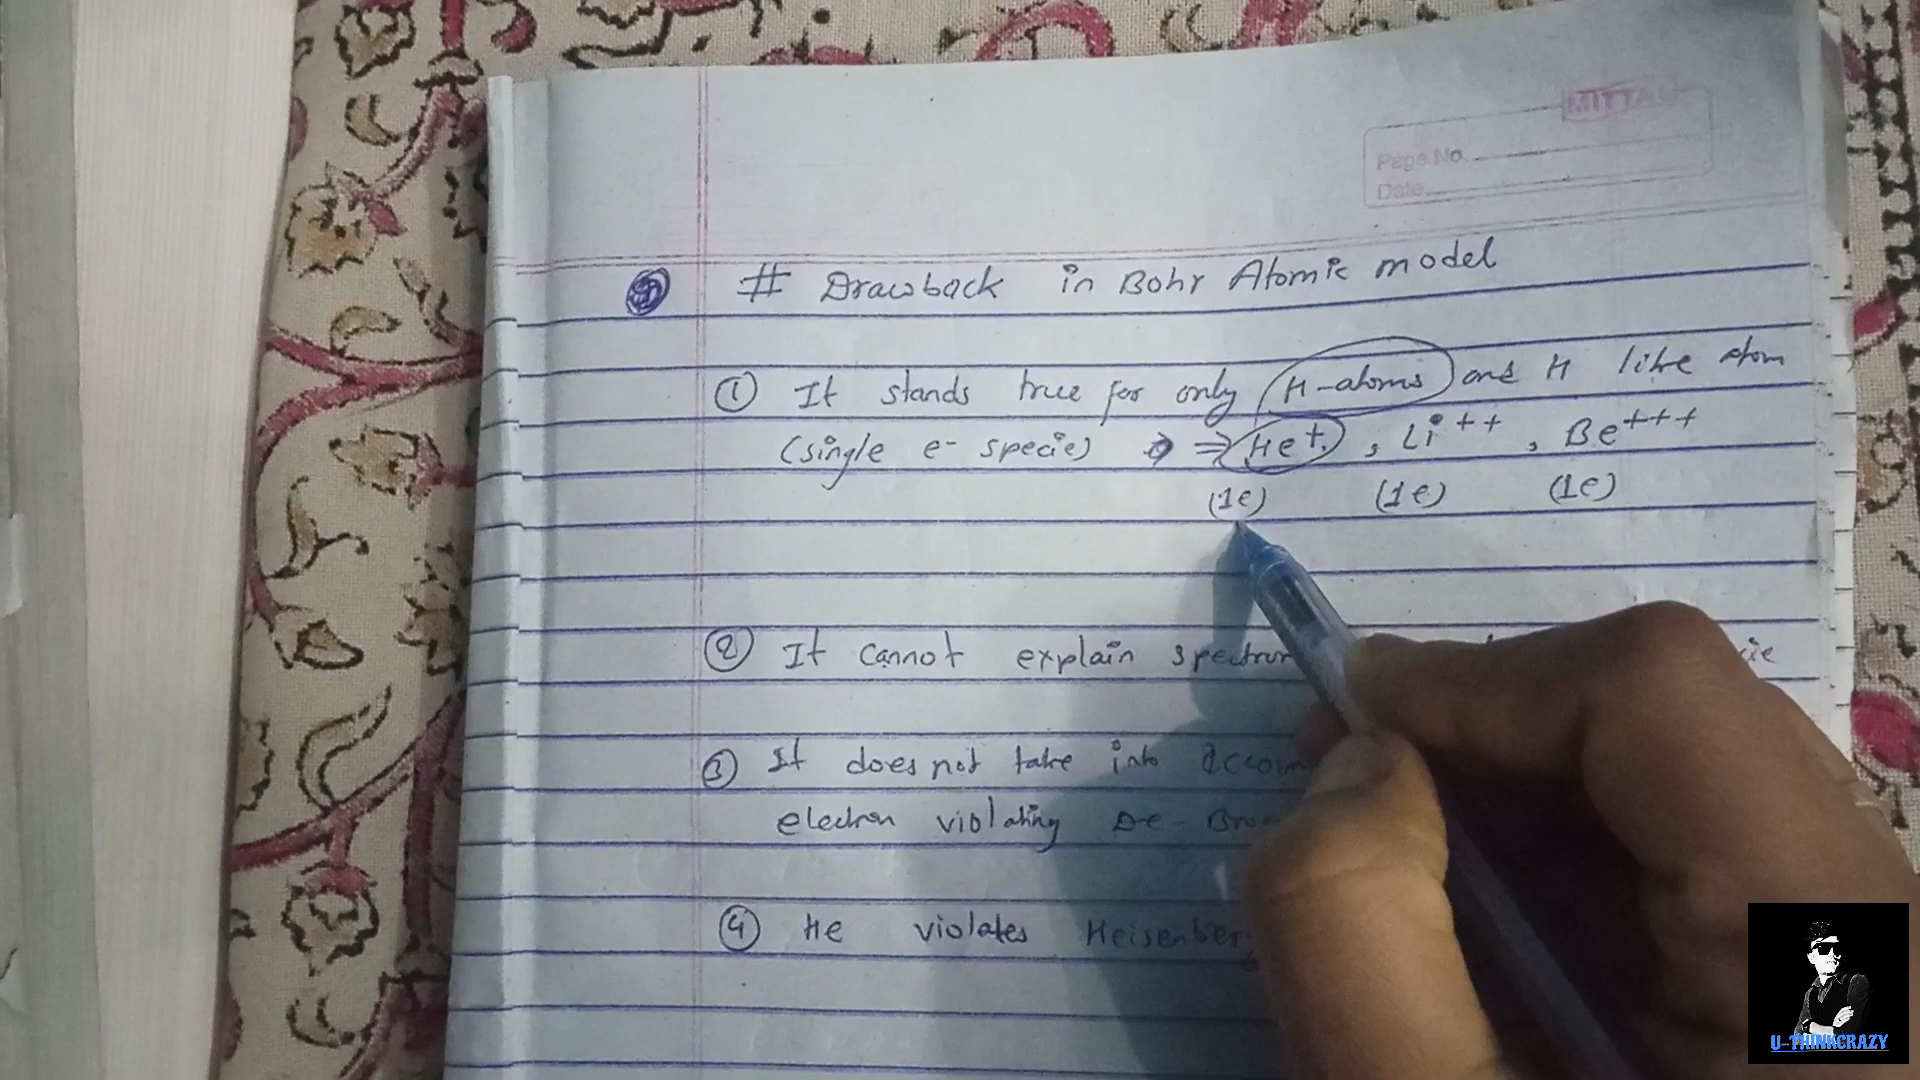 MITTAL
Page No.
Date
# Drawback in Bohr Atomic model
① It stands true for only H-atoms and H like atom
(single e- specie) ⇒ He+, Li++, Be+++
(1e) (1e) (1e)
② It cannot explain
③ It does not take into
electron violating De-
④ He violates
U-THINKCRAZY